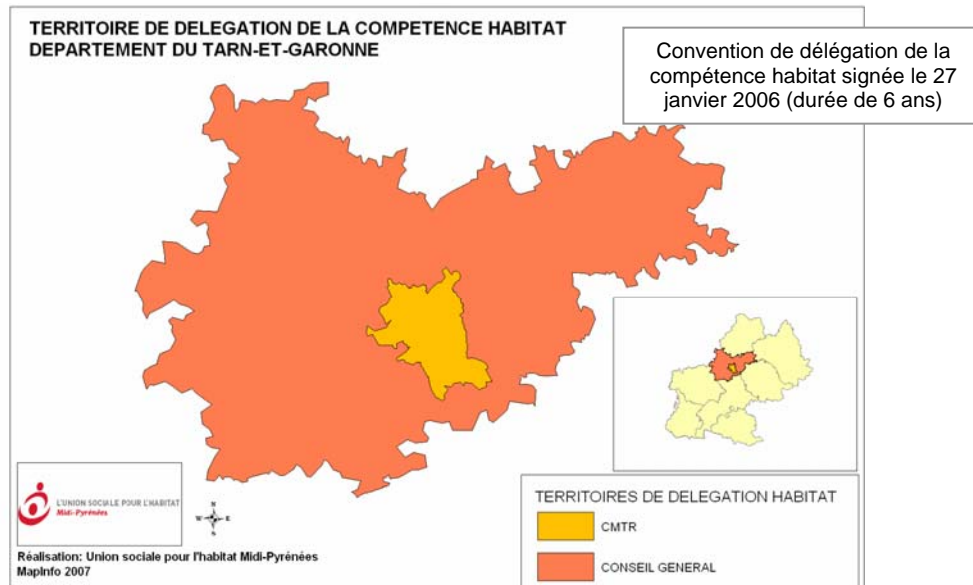 TERRITOIRE DE DELEGATION DE LA COMPETENCE HABITAT
DEPARTEMENT DU TARN-ET-GARONNE
Convention de délégation de la
compétence habitat signée le 27
janvier 2006 (durée de 6 ans)
L'UNION SOCIALE POUR L'HABITAT
Midi-Pyrénées
N
W E
S
Réalisation: Union sociale pour l'habitat Midi-Pyrénées
MapInfo 2007
TERRITOIRES DE DELEGATION HABITAT
CMTR
CONSEIL GENERAL